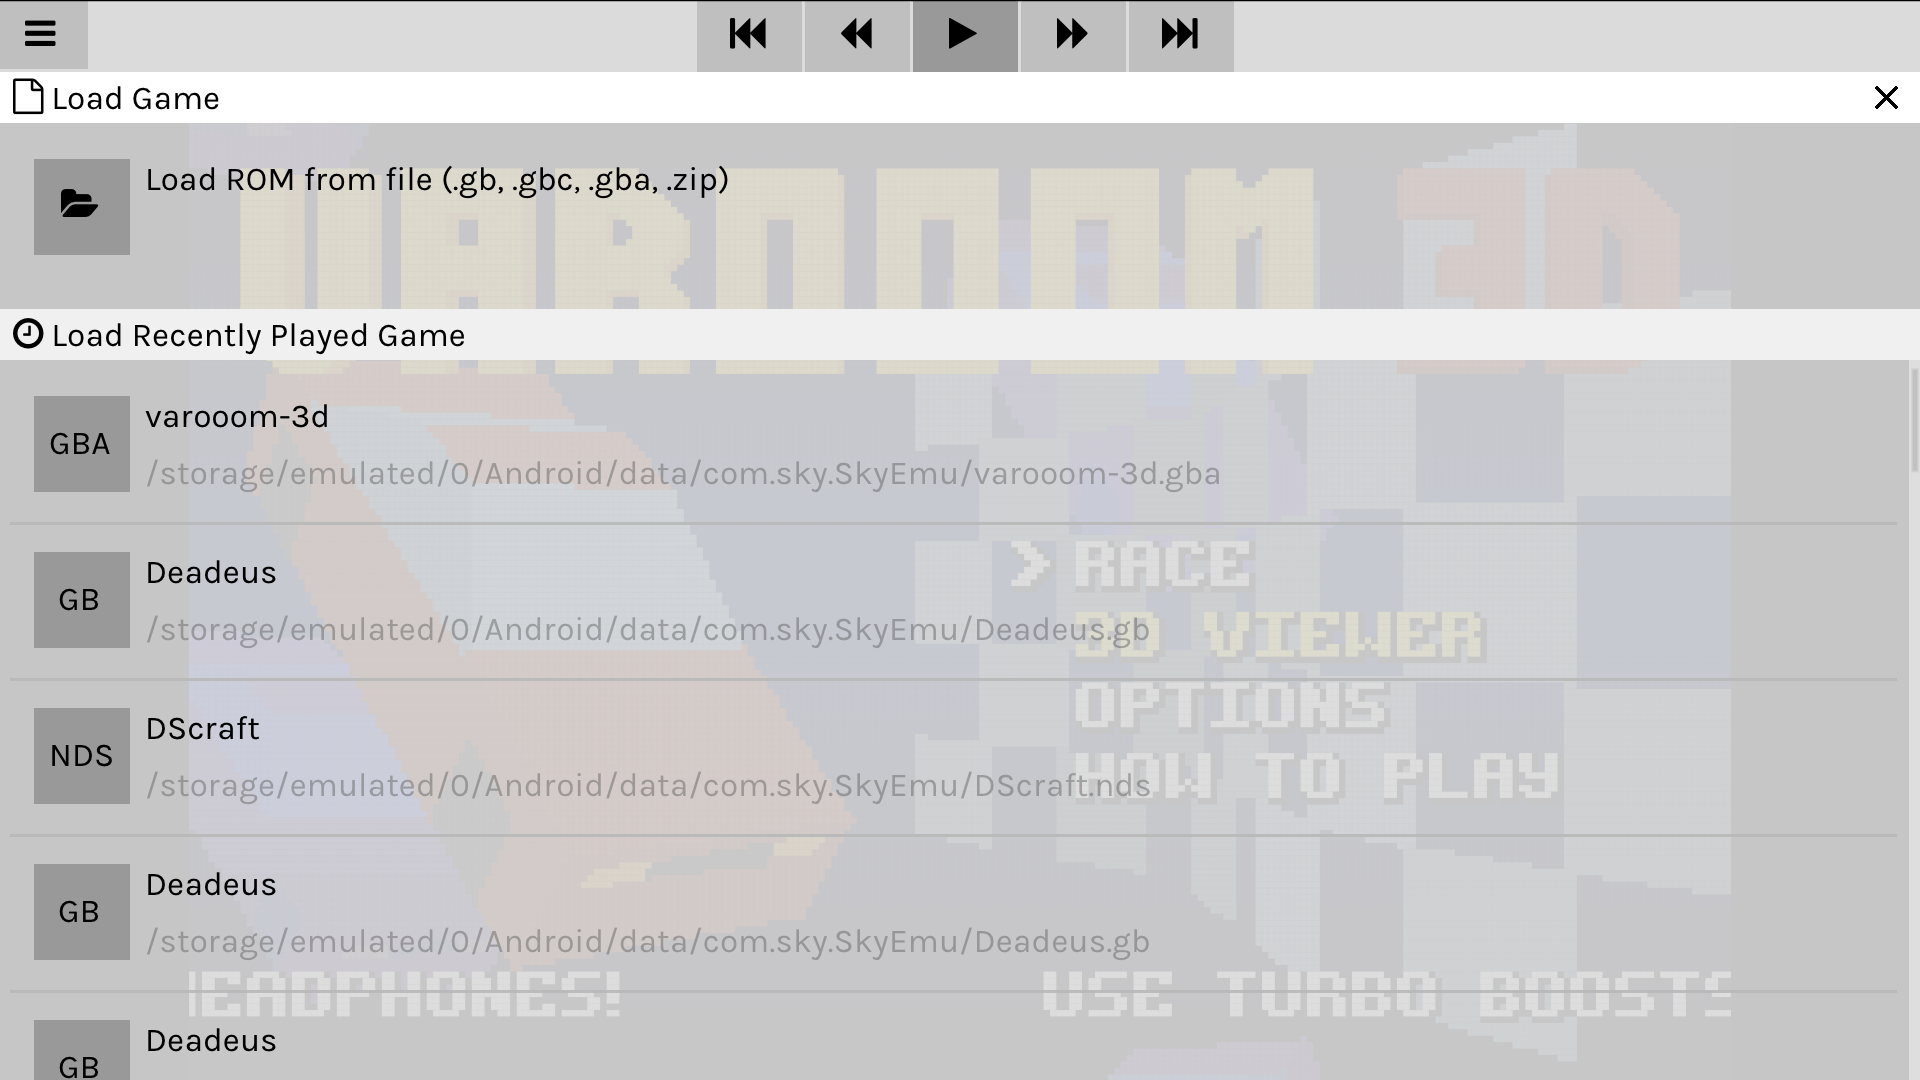 Load Game
Load ROM from file (.gb, .gbc, .gba, .zip)
VAROOOM 3D
Load Recently Played Game
GBA
varooom-3d
/storage/emulated/0/Android/data/com.sky.SkyEmu/varooom-3d.gba
GB
Deadeus
/storage/emulated/0/Android/data/com.sky.SkyEmu/Deadeus.gb
> RACE
3D VIEWER
OPTIONS
HOW TO PLAY
NDS
DScraft
/storage/emulated/0/Android/data/com.sky.SkyEmu/DScraft.nds
GB
Deadeus
/storage/emulated/0/Android/data/com.sky.SkyEmu/Deadeus.gb
HEADPHONES! USE TURBO BOOSTS
GB
Deadeus